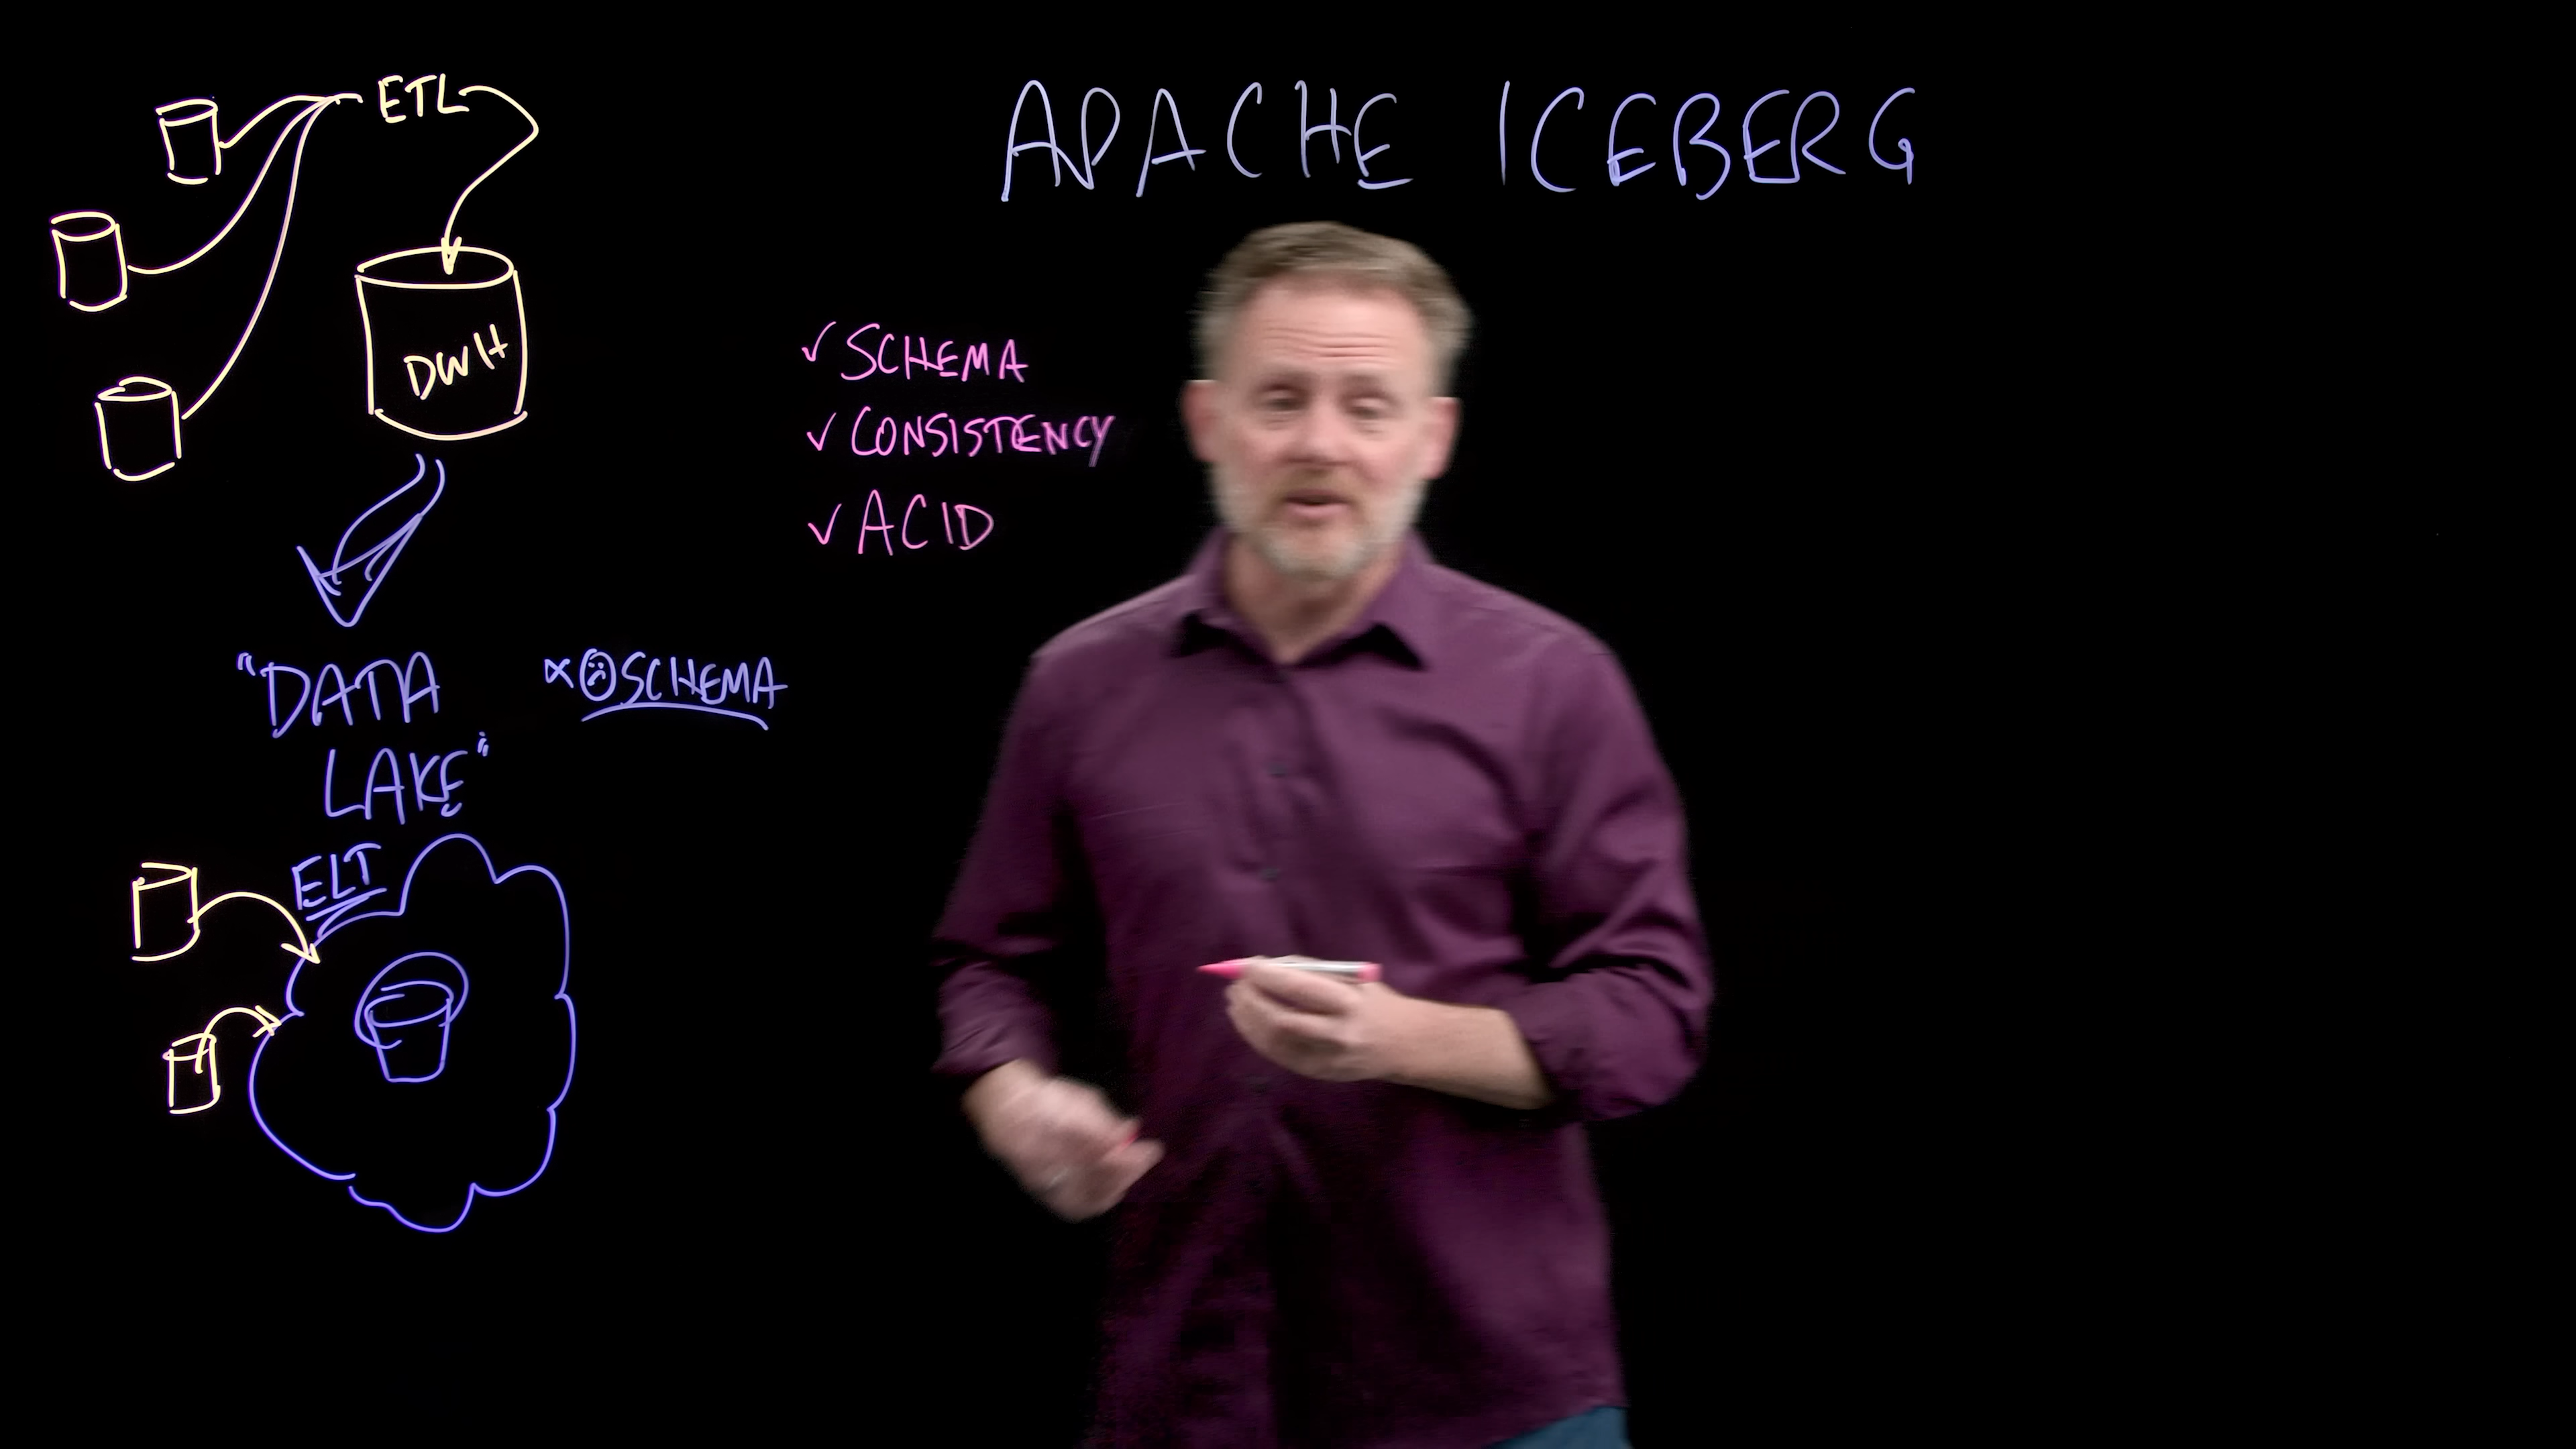 APACHE ICEBERG
ETL
DWH
✓ SCHEMA
✓ CONSISTENCY
✓ ACID
"DATA
LAKE"
× ☹ SCHEMA
ELT